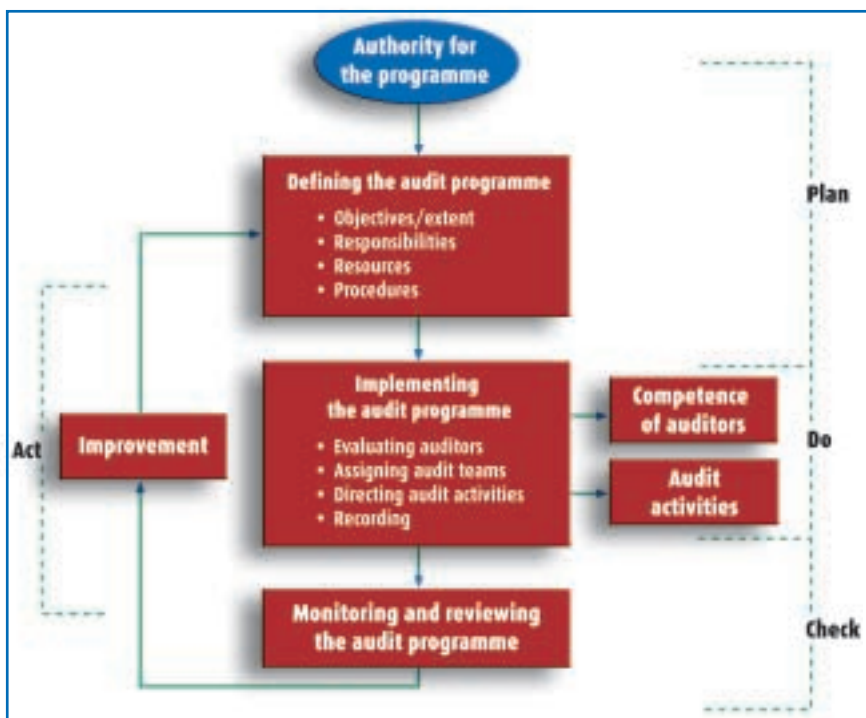 Authority for
the programme
Defining the audit programme
• Objectives/extent
• Responsibilities
• Resources
• Procedures
Plan
Implementing
the audit programme
• Evaluating auditors
• Assigning audit teams
• Directing audit activities
• Recording
Competence
of auditors
Audit
activities
Do
Act
Improvement
Monitoring and reviewing
the audit programme
Check